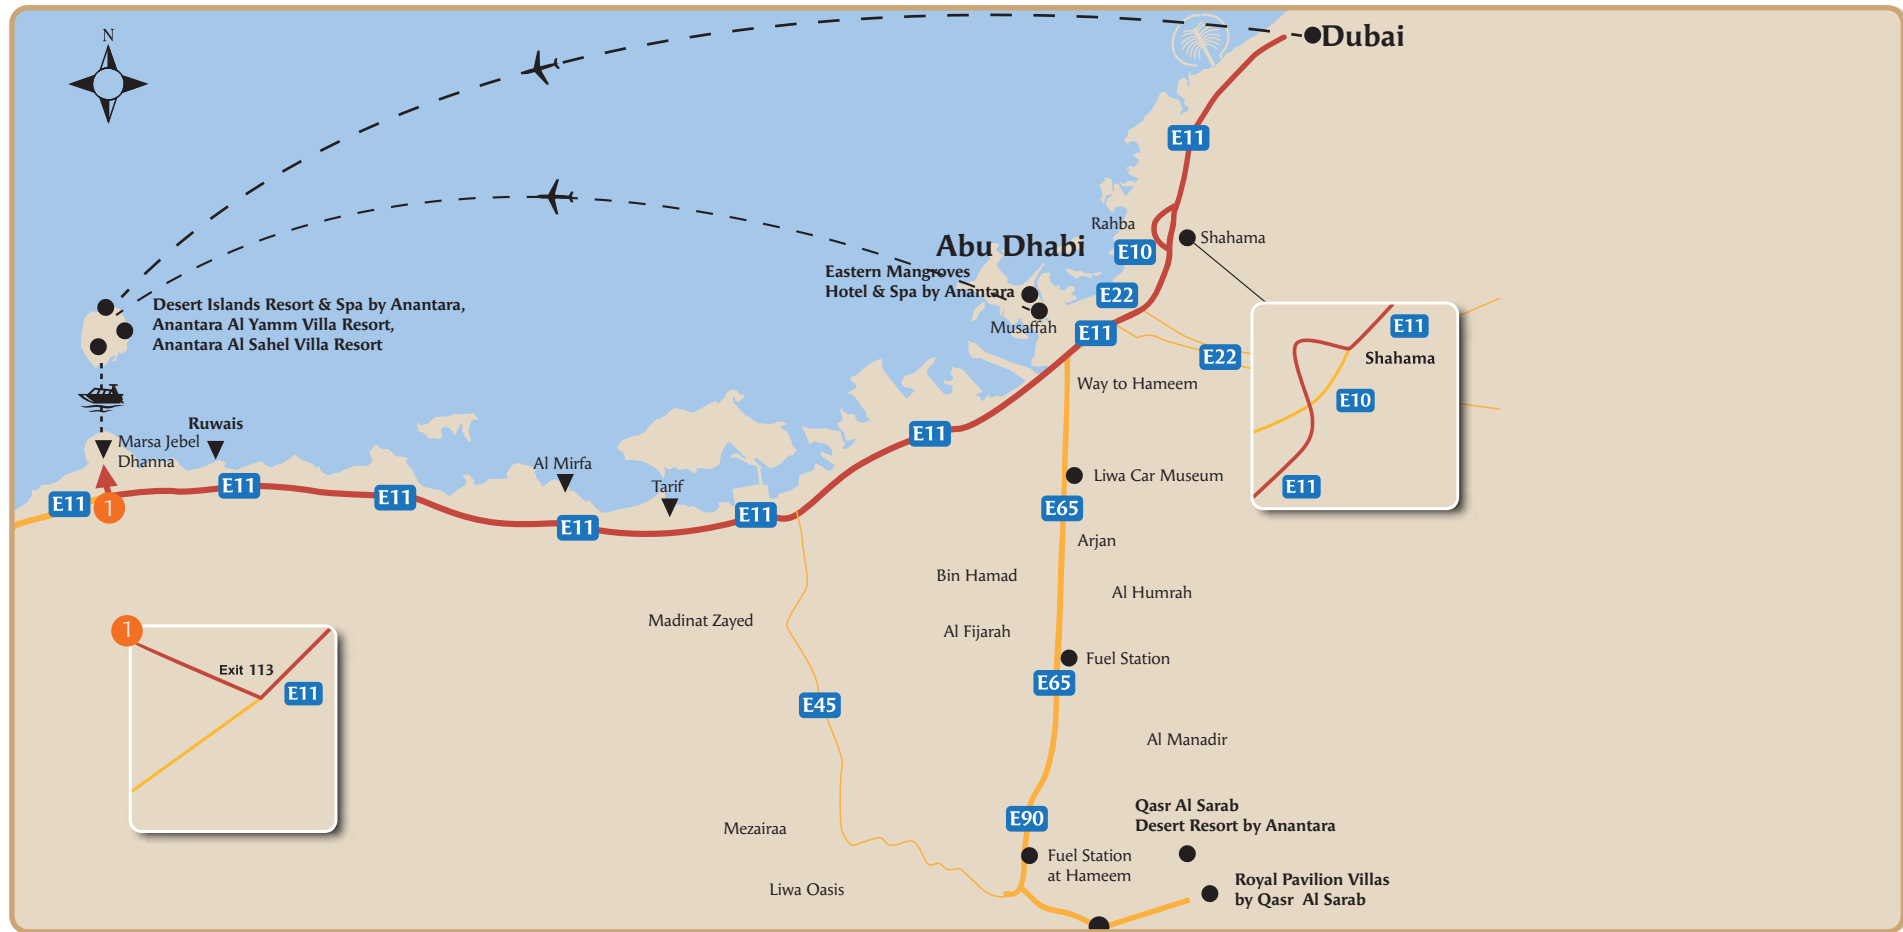 N
Dubai
E11
Rahba
Shahama
Abu Dhabi
E10
Eastern Mangroves
Hotel & Spa by Anantara
E22
Musaffah
E11
E22
Way to Hameem
Desert Islands Resort & Spa by Anantara,
Anantara Al Yamm Villa Resort,
Anantara Al Sahel Villa Resort
E11
Shahama
E10
E11
Ruwais
Marsa Jebel
Dhanna
E11
1
E11
E11
Al Mirfa
E11
Tarif
E11
E11
Liwa Car Museum
E65
Arjan
Bin Hamad
Al Humrah
Madinat Zayed
Al Fijarah
Fuel Station
E65
1
Exit 113
E11
E45
Al Manadir
Qasr Al Sarab
Desert Resort by Anantara
E90
Mezairaa
Fuel Station
at Hameem
Liwa Oasis
Royal Pavilion Villas
by Qasr Al Sarab